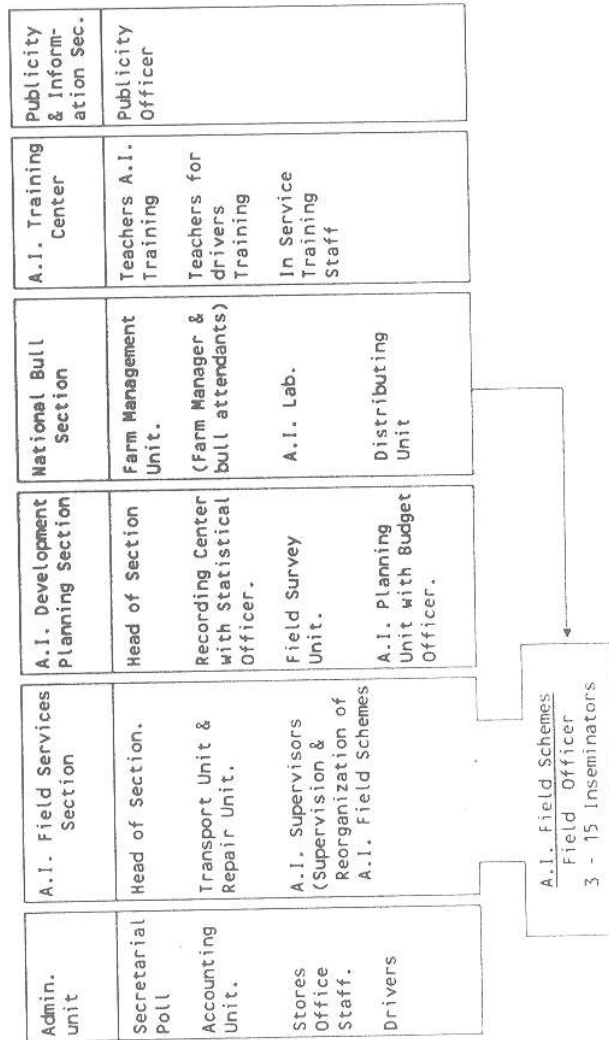 Admin.
unit
Secretarial
Poll
Accounting
Unit.
Stores
Office
Staff.
Drivers
A.I. Field Services
Section
Head of Section.
Transport Unit &
Repair Unit.
A.I. Supervisors
(Supervision &
Reorganization of
A.I. Field Schemes
A.I. Development
Planning Section
Head of Section
Recording Center
with Statistical
Officer.
Field Survey
Unit.
A.I. Planning
Unit with Budget
Officer.
National Bull
Section
Farm Management
Unit.
(Farm Manager &
bull attendants)
A.I. Lab.
Distributing
Unit
A.I. Training
Center
Teachers A.I.
Training
Teachers for
drivers
Training
In Service
Training
Staff
Publicity
& Inform-
ation Sec.
Publicity
Officer
A.I. Field Schemes
Field Officer
3 - 15 Inseminators